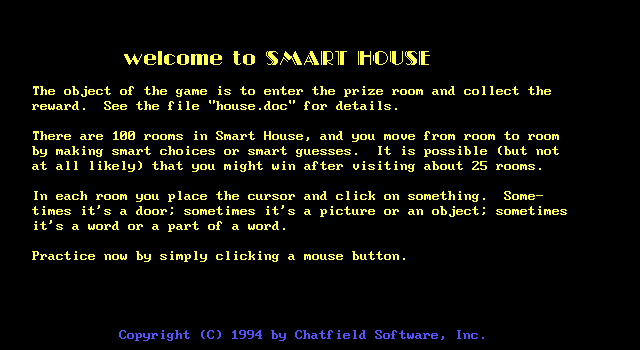 welcome to SMART HOUSE
The object of the game is to enter the prize room and collect the
reward.  See the file "house.doc" for details.
There are 100 rooms in Smart House, and you move from room to room
by making smart choices or smart guesses.  It is possible (but not
at all likely) that you might win after visiting about 25 rooms.
In each room you place the cursor and click on something.  Some-
times it's a door; sometimes it's a picture or an object; sometimes
it's a word or a part of a word.
Practice now by simply clicking a mouse button.
Copyright (C) 1994 by Chatfield Software, Inc.